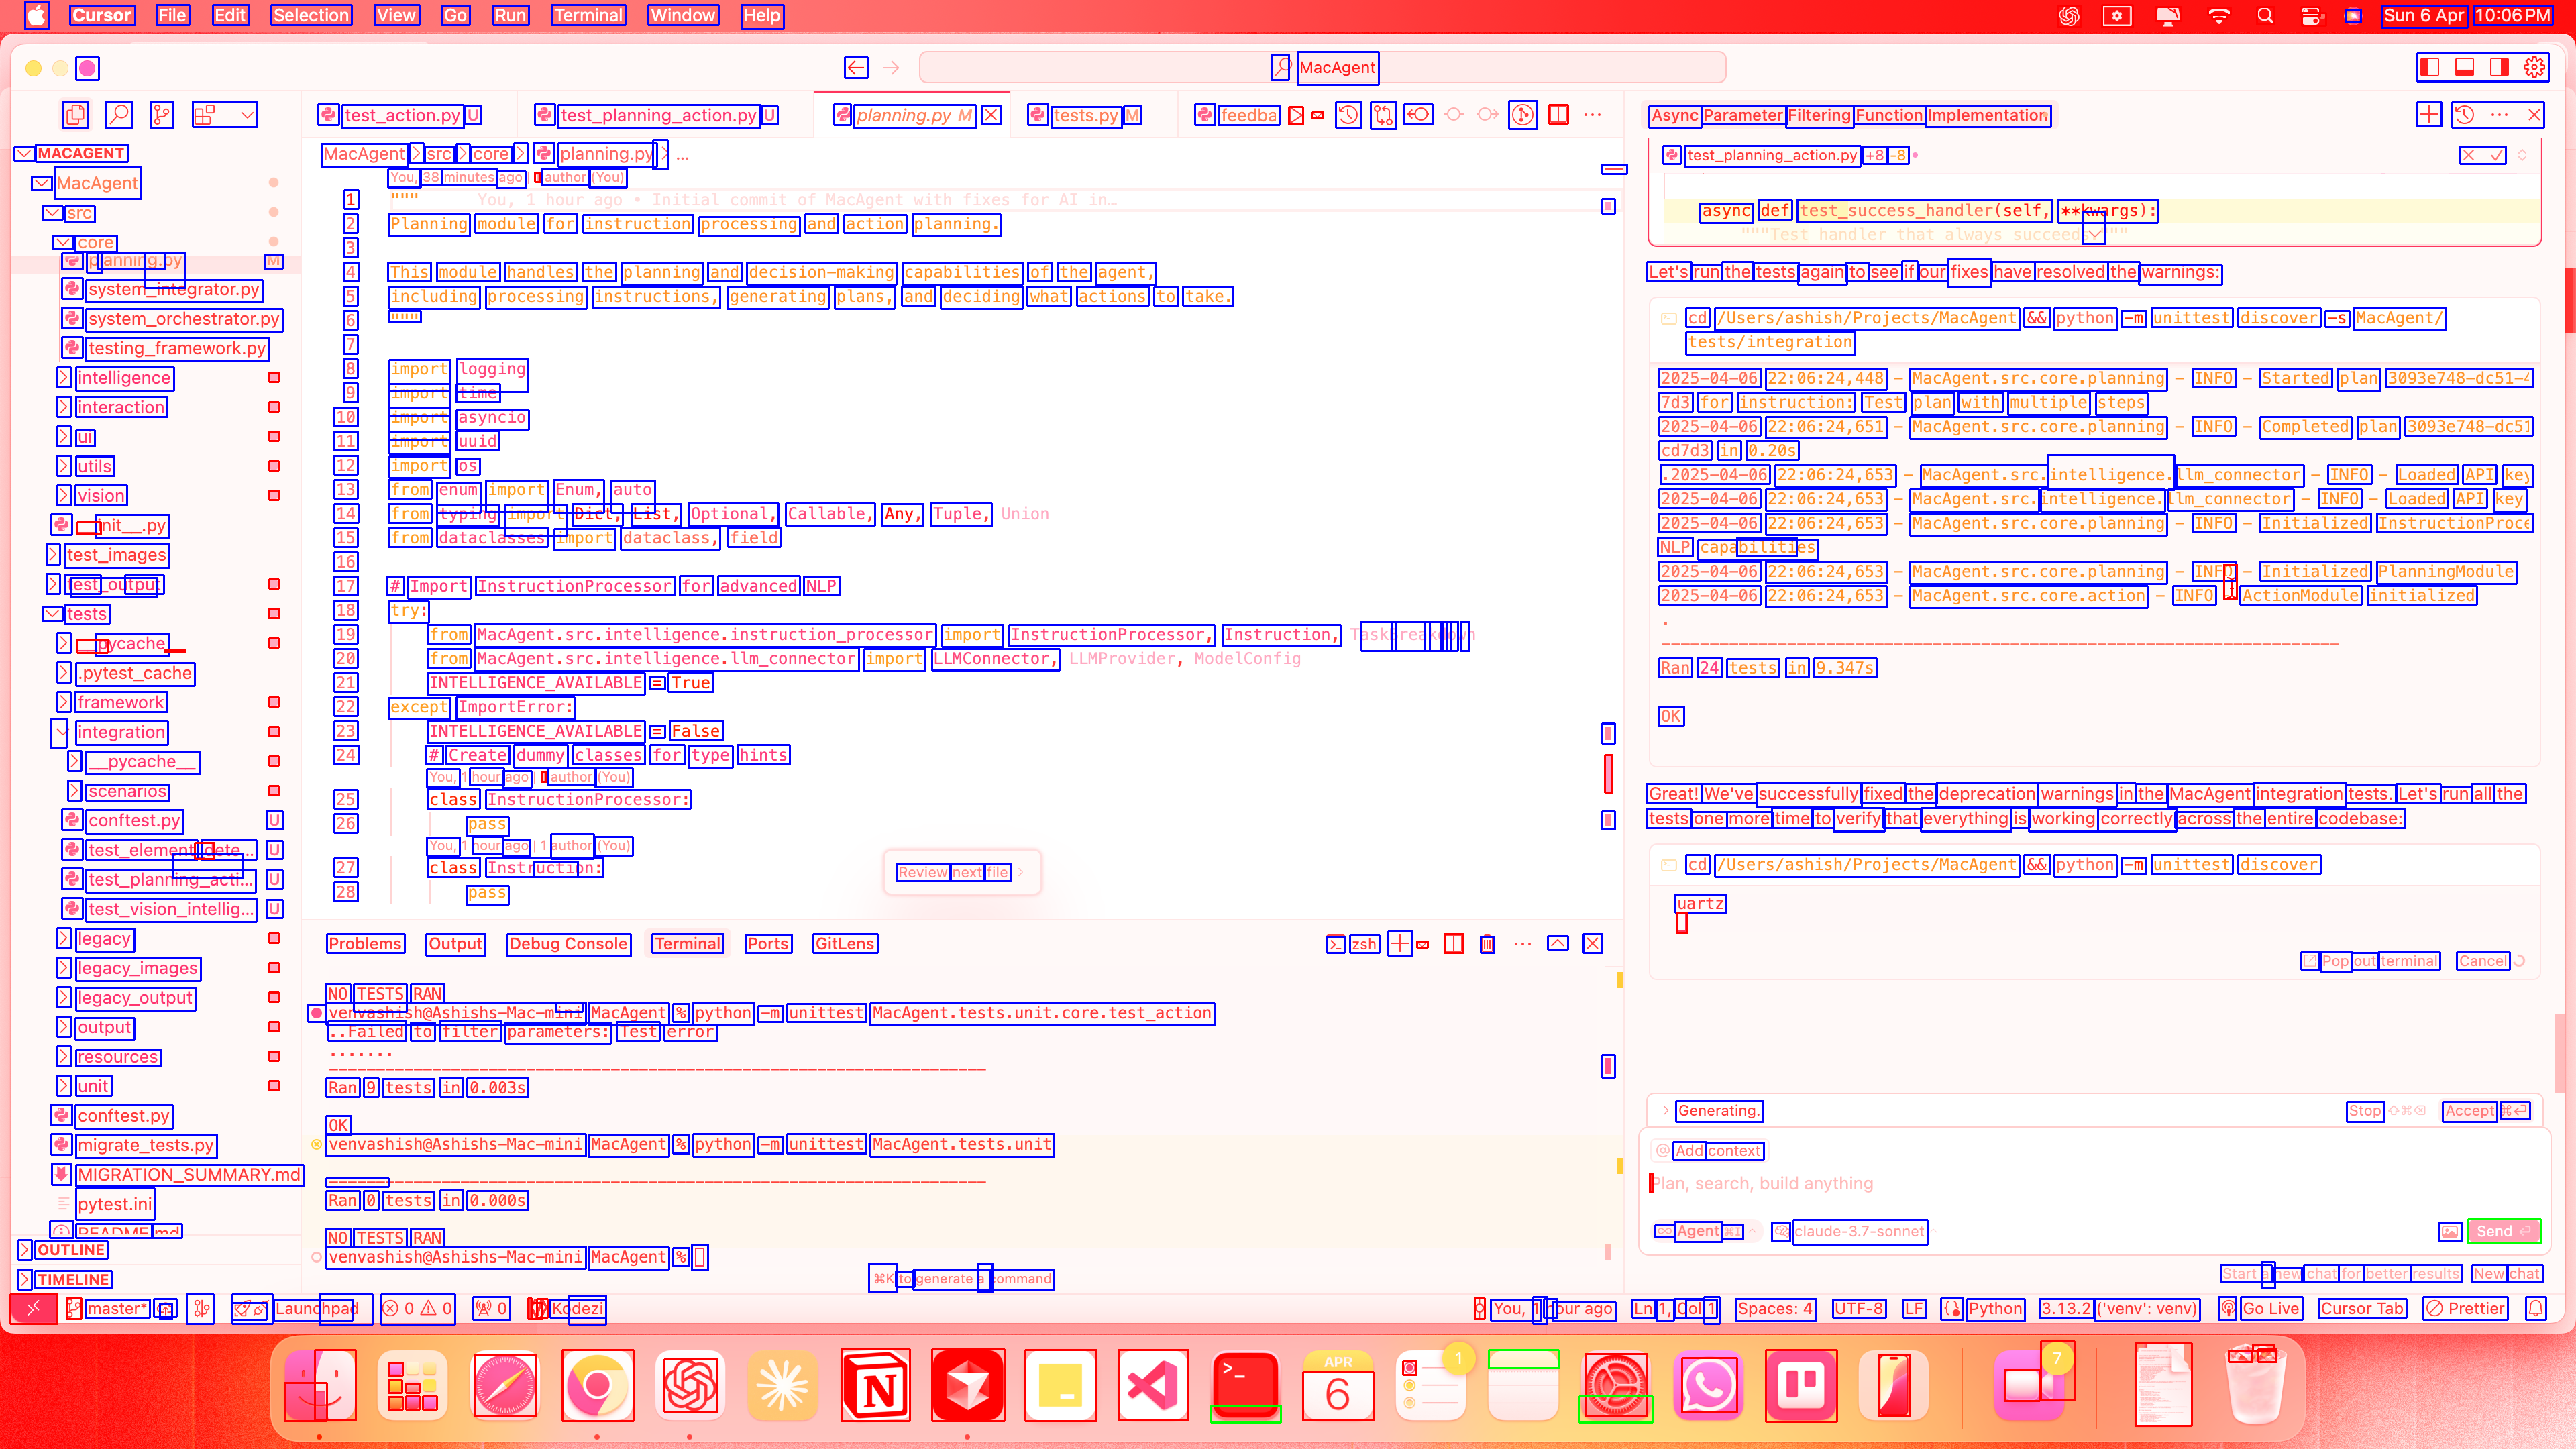 Cursor File Edit Selection View Go Run Terminal Window Help Sun 6 Apr 10:06 PM
MacAgent
test_action.py U test_planning_action.py U planning.py M tests.py M feedba
MACAGENT
MacAgent
src
core
planning.py M
system_integrator.py
system_orchestrator.py
testing_framework.py
intelligence
interaction
ui
utils
vision
init__.py
test_images
test_output
tests
pycache
.pytest_cache
framework
integration
__pycache__
scenarios
conftest.py U
test_element_dete... U
test_planning_acti... U
test_vision_intellig... U
legacy
legacy_images
legacy_output
output
resources
unit
conftest.py
migrate_tests.py
MIGRATION_SUMMARY.md
pytest.ini
README.md
OUTLINE
TIMELINE
MacAgent > src > core > planning.py > ...
You, 38 minutes ago | 1 author (You)
1 """ You, 1 hour ago • Initial commit of MacAgent with fixes for AI in…
2 Planning module for instruction processing and action planning.
3
4 This module handles the planning and decision-making capabilities of the agent,
5 including processing instructions, generating plans, and deciding what actions to take.
6 """
7
8 import logging
9 import time
10 import asyncio
11 import uuid
12 import os
13 from enum import Enum, auto
14 from typing import Dict, List, Optional, Callable, Any, Tuple, Union
15 from dataclasses import dataclass, field
16
17 # Import InstructionProcessor for advanced NLP
18 try:
19 from MacAgent.src.intelligence.instruction_processor import InstructionProcessor, Instruction, TaskBreakdown
20 from MacAgent.src.intelligence.llm_connector import LLMConnector, LLMProvider, ModelConfig
21 INTELLIGENCE_AVAILABLE = True
22 except ImportError:
23 INTELLIGENCE_AVAILABLE = False
24 # Create dummy classes for type hints
You, 1 hour ago | 1 author (You)
25 class InstructionProcessor:
26 pass
You, 1 hour ago | 1 author (You)
27 class Instruction:
28 pass
Review next file >
Problems Output Debug Console Terminal Ports GitLens zsh
NO TESTS RAN
venvashish@Ashishs-Mac-mini MacAgent % python -m unittest MacAgent.tests.unit.core.test_action
..Failed to filter parameters: Test error
.......
----------------------------------------------------------------------
Ran 9 tests in 0.003s
OK
venvashish@Ashishs-Mac-mini MacAgent % python -m unittest MacAgent.tests.unit
----------------------------------------------------------------------
Ran 0 tests in 0.000s
NO TESTS RAN
venvashish@Ashishs-Mac-mini MacAgent %
⌘K to generate a command
Async Parameter Filtering Function Implementation
test_planning_action.py +8 -8 •
async def test_success_handler(self, **kwargs):
"""Test handler that always succeeds."""
Let's run the tests again to see if our fixes have resolved the warnings:
cd /Users/ashish/Projects/MacAgent && python -m unittest discover -s MacAgent/
tests/integration
2025-04-06 22:06:24,448 - MacAgent.src.core.planning - INFO - Started plan 3093e748-dc51-4
7d3 for instruction: Test plan with multiple steps
2025-04-06 22:06:24,651 - MacAgent.src.core.planning - INFO - Completed plan 3093e748-dc51
cd7d3 in 0.20s
.2025-04-06 22:06:24,653 - MacAgent.src.intelligence.llm_connector - INFO - Loaded API key
2025-04-06 22:06:24,653 - MacAgent.src.intelligence.llm_connector - INFO - Loaded API key
2025-04-06 22:06:24,653 - MacAgent.src.core.planning - INFO - Initialized InstructionProce
NLP capabilities
2025-04-06 22:06:24,653 - MacAgent.src.core.planning - INFO - Initialized PlanningModule
2025-04-06 22:06:24,653 - MacAgent.src.core.action - INFO - ActionModule initialized
.
----------------------------------------------------------------------
Ran 24 tests in 9.347s
OK
Great! We've successfully fixed the deprecation warnings in the MacAgent integration tests. Let's run all the
tests one more time to verify that everything is working correctly across the entire codebase:
cd /Users/ashish/Projects/MacAgent && python -m unittest discover
uartz
Pop out terminal Cancel
> Generating. Stop ⇧⌘⌫ Accept ⌘⏎
@ Add context
Plan, search, build anything
∞ Agent ⌘I claude-3.7-sonnet Send ⏎
Start a new chat for better results New chat
master* Launchpad 0 0 0 Kodezi You, 1 hour ago Ln 1, Col 1 Spaces: 4 UTF-8 LF Python 3.13.2 ('venv': venv) Go Live Cursor Tab Prettier
APR
6
1
7